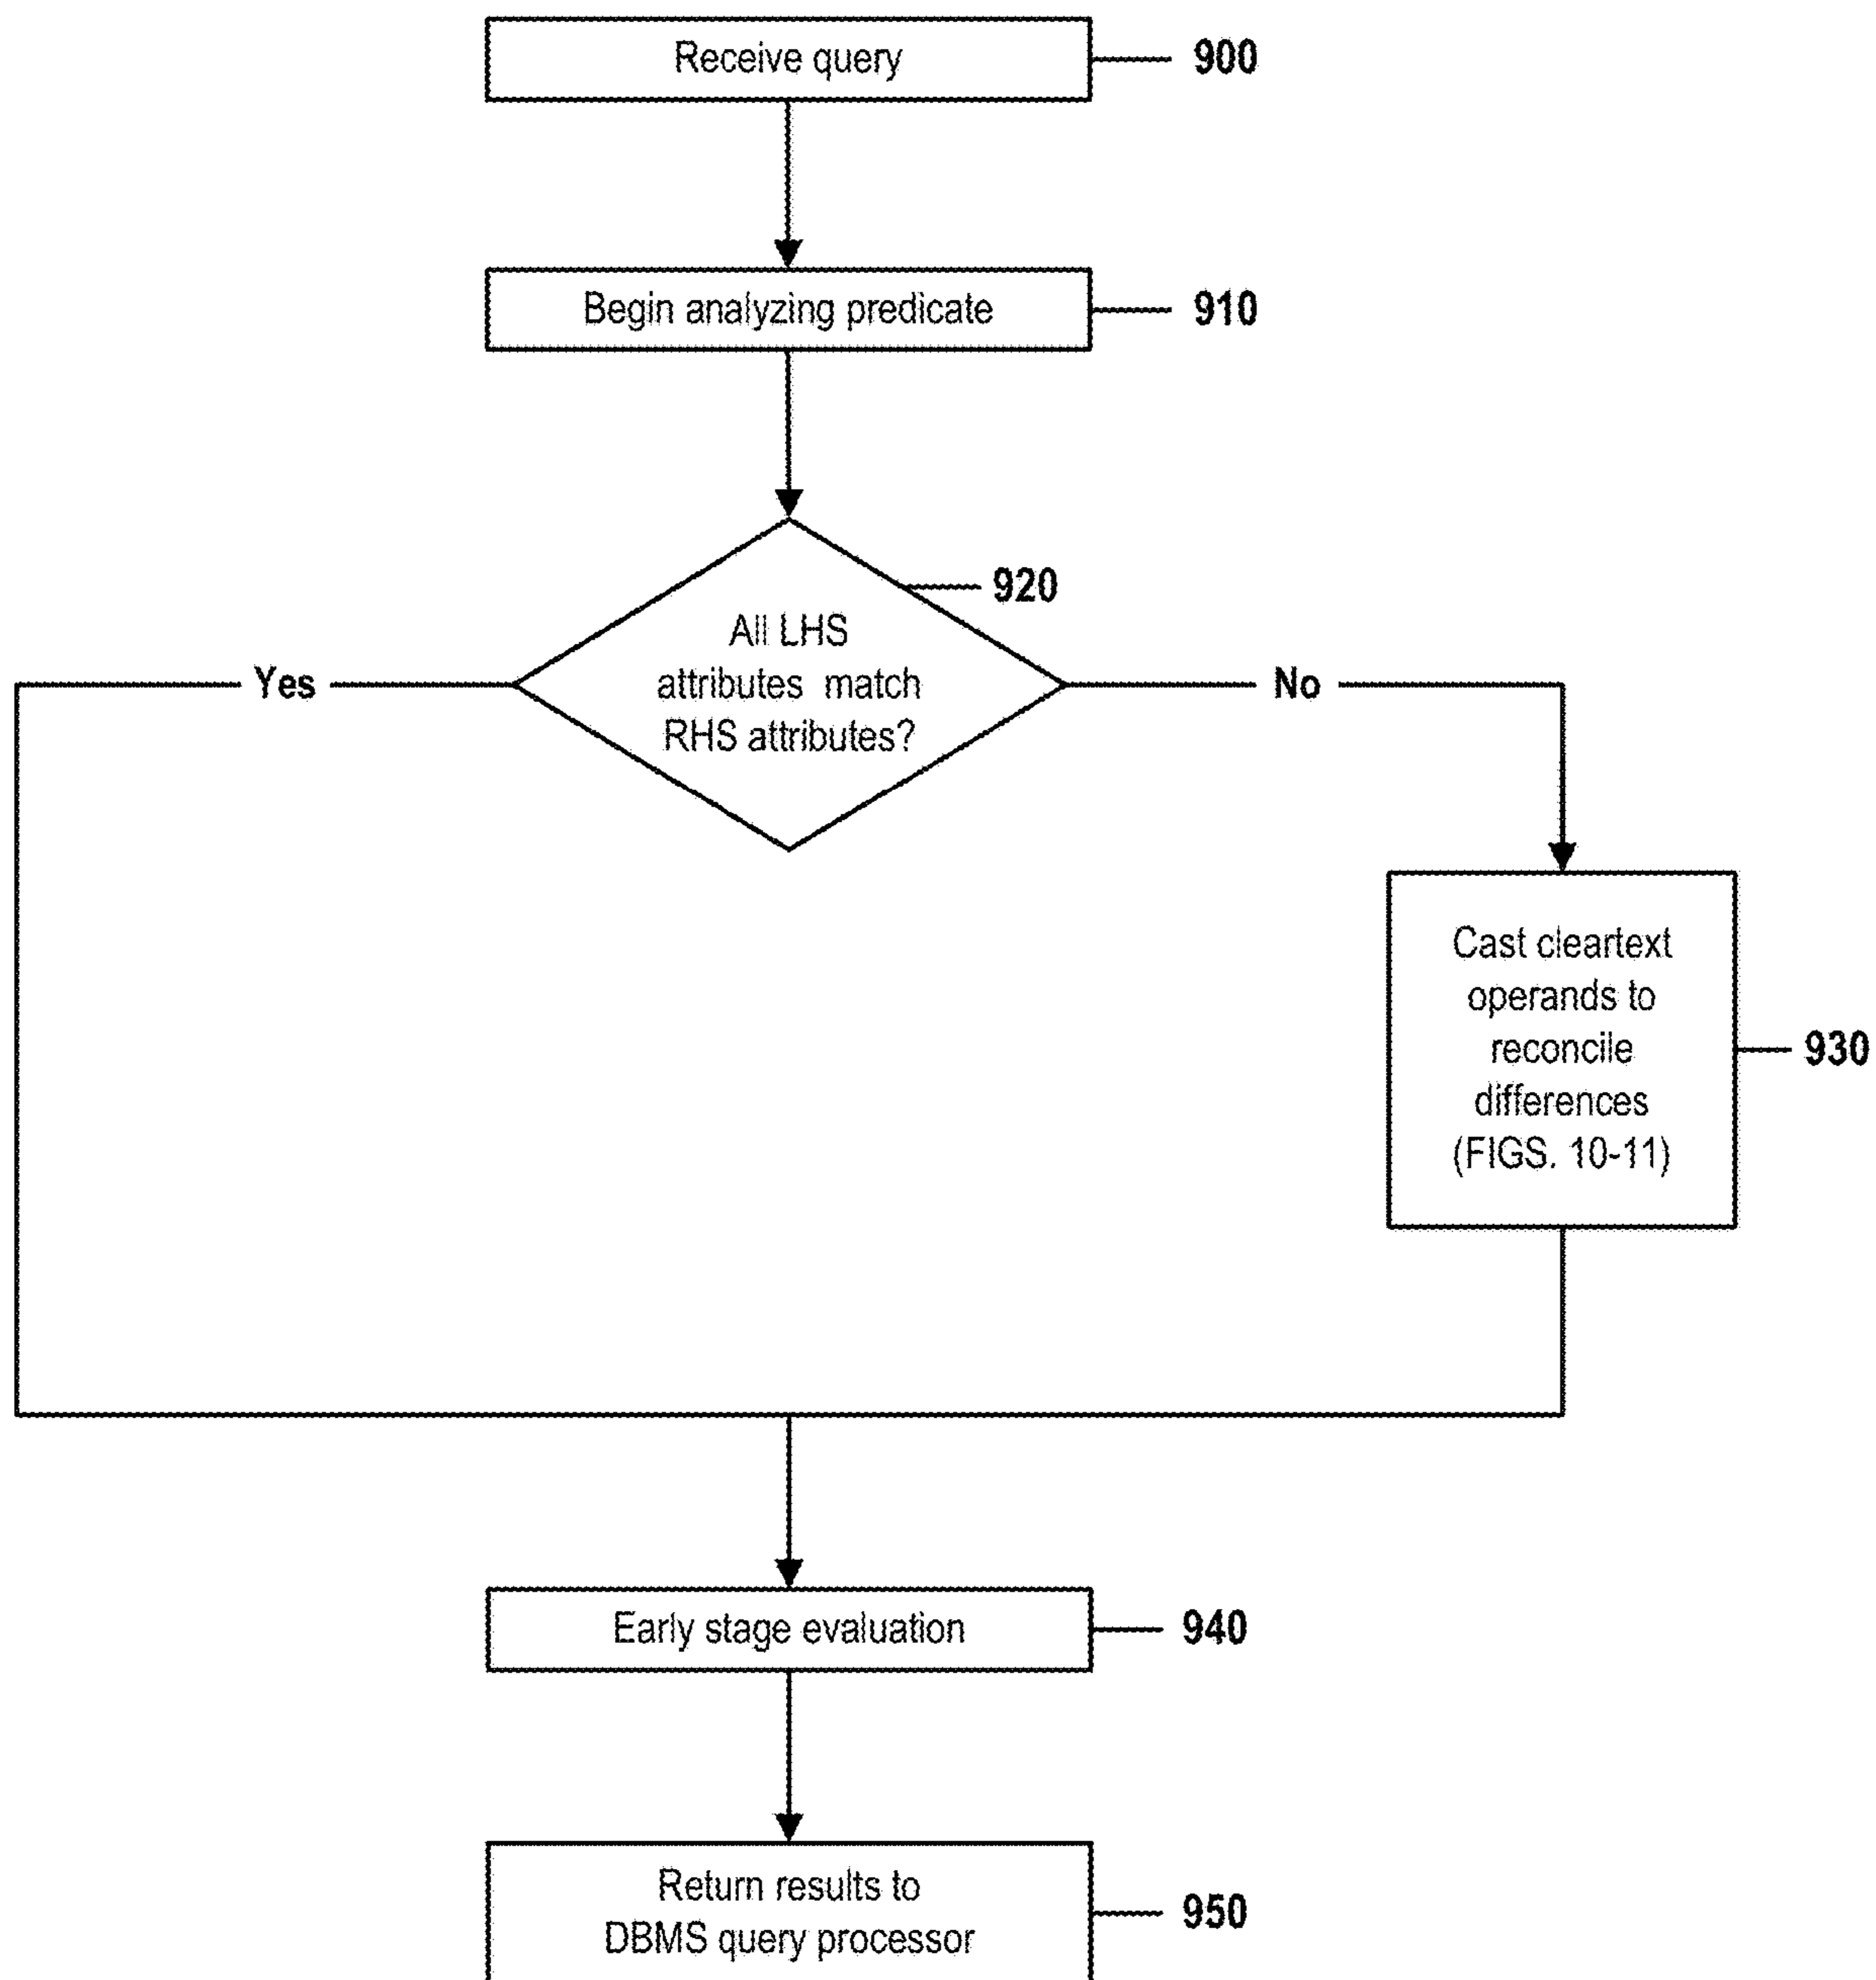 Receive query
900
Begin analyzing predicate
910
920
All LHS
attributes match
RHS attributes?
Yes
No
Cast cleartext
operands to
reconcile
differences
(FIGS. 10-11)
930
Early stage evaluation
940
Return results to
DBMS query processor
950